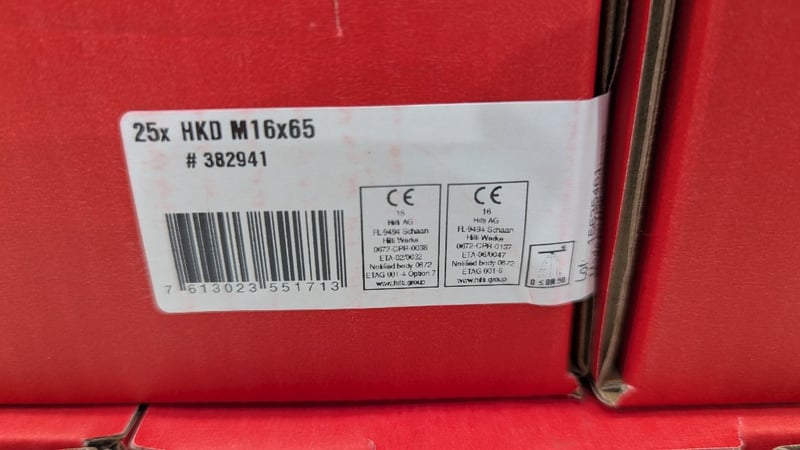 25x HKD M16x65
# 382941
7 613023 551713
CE
15
Hilti AG
FL-9494 Schaan
Hilti Werke
0672-CPR-0036
ETA-02/0032
Notified body 0672
ETAG 001-4 Option 7
www.hilti.group
CE
16
Hilti AG
FL-9494 Schaan
Hilti Werke
0672-CPR-0137
ETA-06/0047
Notified body 0672
ETAG 001-6
www.hilti.group